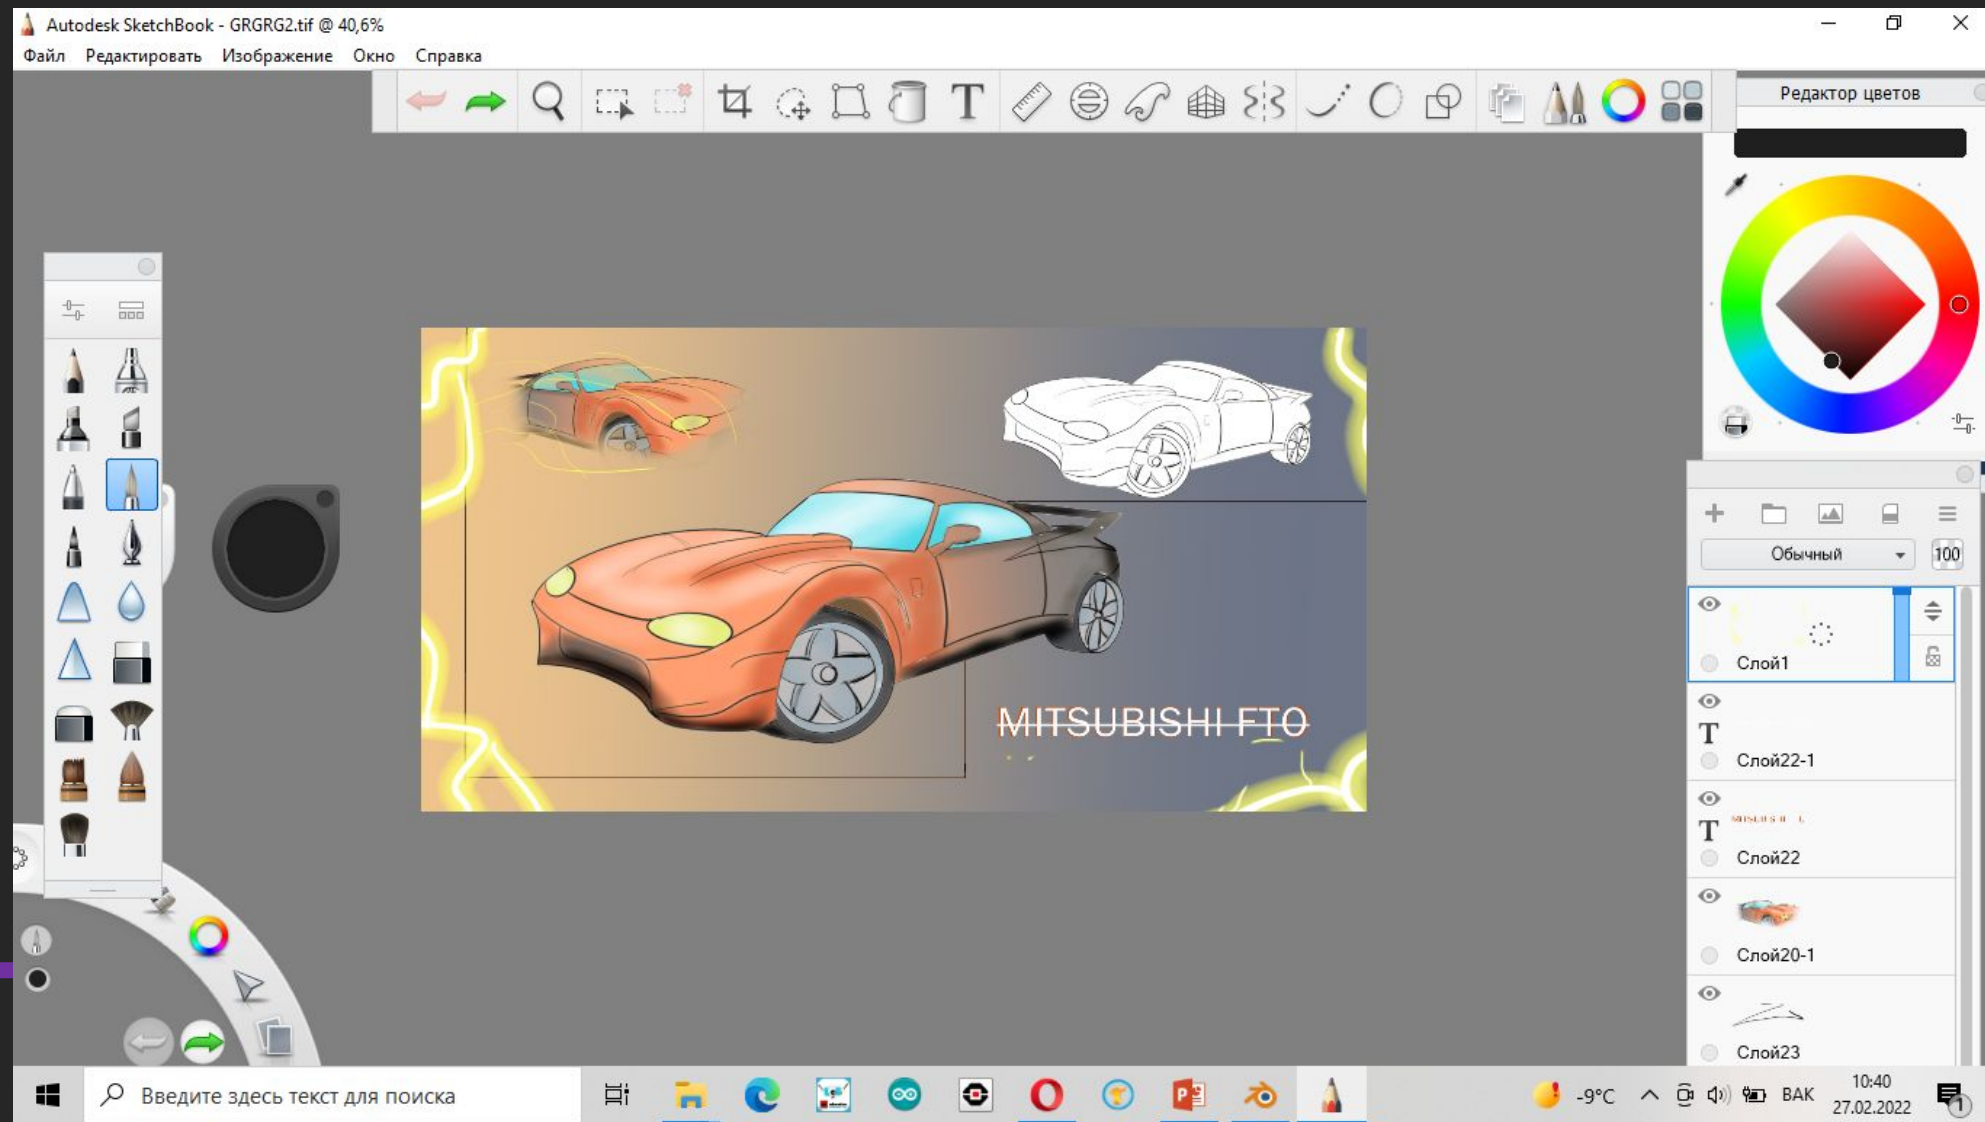 Autodesk SketchBook - GRGRG2.tif @ 40,6%
Файл Редактировать Изображение Окно Справка
T
Редактор цветов
Обычный 100
Слой1
T
Слой22-1
T
Слой22
Слой20-1
Слой23
MITSUBISHI FTO
Введите здесь текст для поиска
-9°C
ВАК
10:40
27.02.2022
1